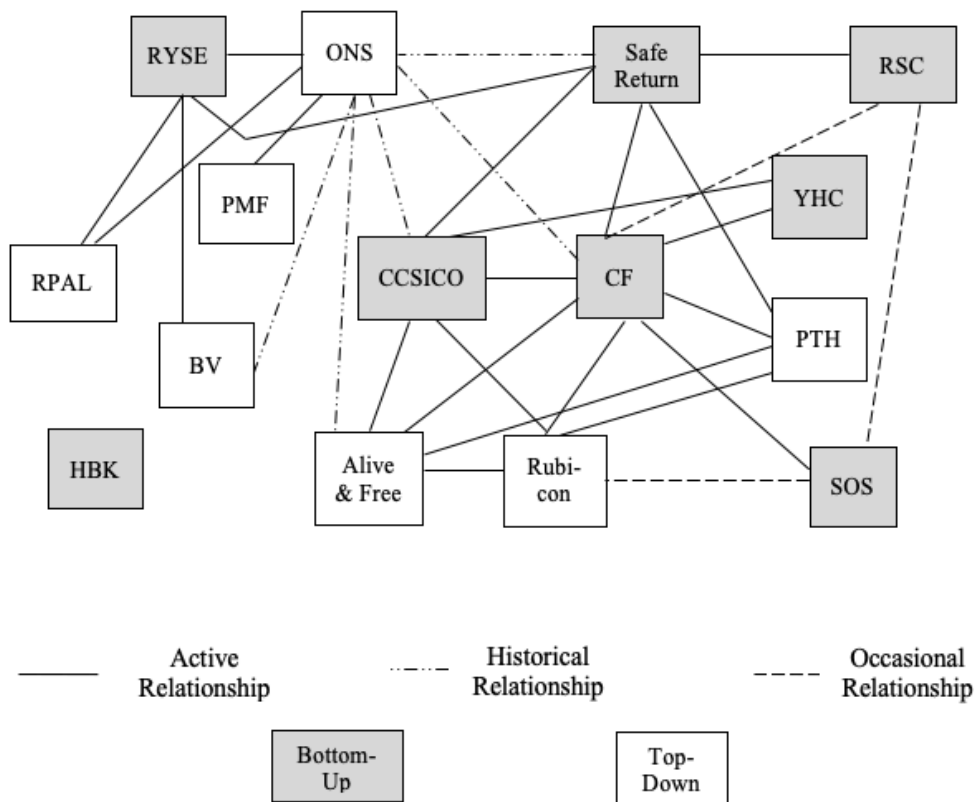 RYSE
ONS
Safe
Return
RSC
PMF
YHC
RPAL
CCSICO
CF
BV
PTH
HBK
Alive
& Free
Rubi-
con
SOS
Active
Relationship
Historical
Relationship
Occasional
Relationship
Bottom-
Up
Top-
Down